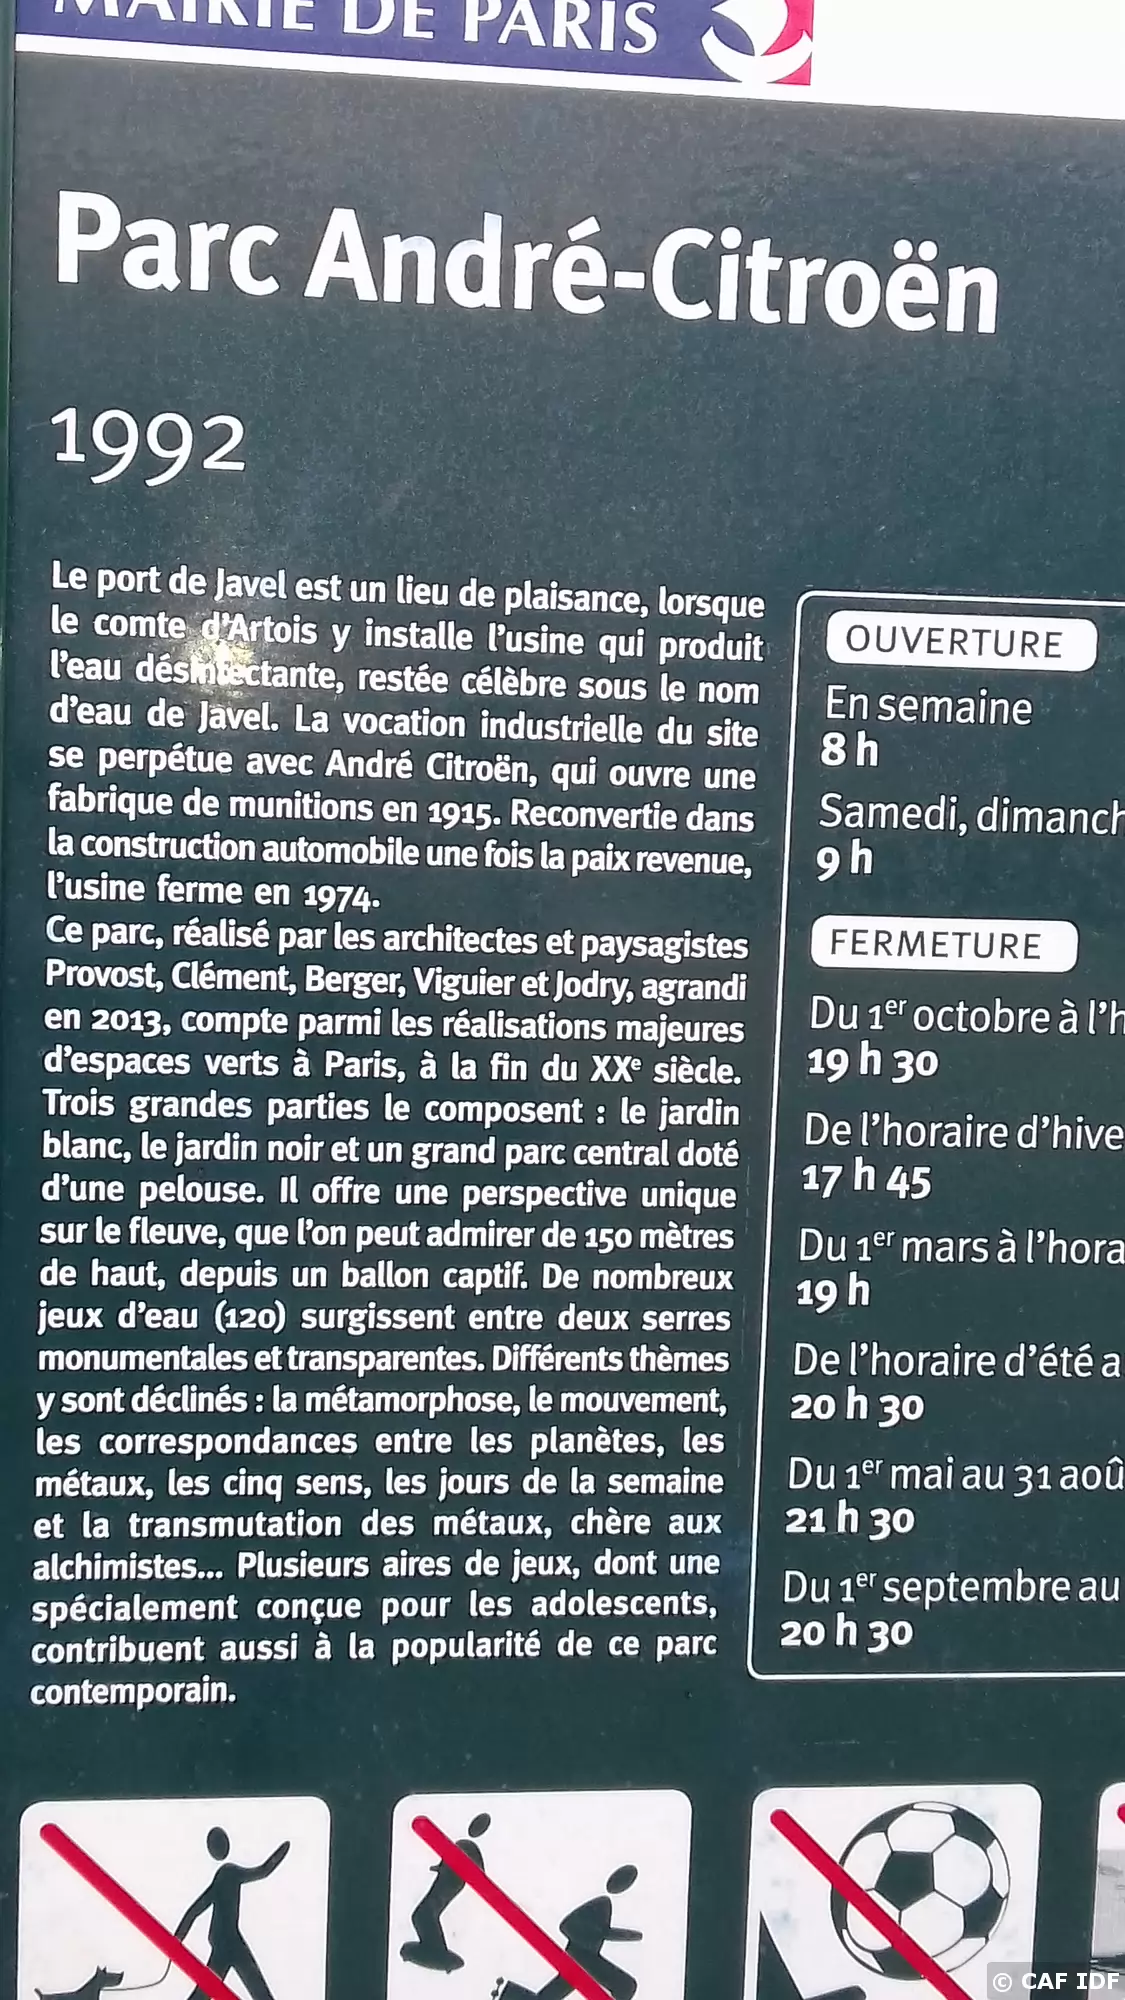 MAIRIE DE PARIS
Parc André-Citroën
1992
Le port de Javel est un lieu de plaisance, lorsque
le comte d'Artois y installe l'usine qui produit
l'eau désinfectante, restée célèbre sous le nom
d'eau de Javel. La vocation industrielle du site
se perpétue avec André Citroën, qui ouvre une
fabrique de munitions en 1915. Reconvertie dans
la construction automobile une fois la paix revenue,
l'usine ferme en 1974.
Ce parc, réalisé par les architectes et paysagistes
Provost, Clément, Berger, Viguier et Jodry, agrandi
en 2013, compte parmi les réalisations majeures
d'espaces verts à Paris, à la fin du XXe siècle.
Trois grandes parties le composent : le jardin
blanc, le jardin noir et un grand parc central doté
d'une pelouse. Il offre une perspective unique
sur le fleuve, que l'on peut admirer de 150 mètres
de haut, depuis un ballon captif. De nombreux
jeux d'eau (120) surgissent entre deux serres
monumentales et transparentes. Différents thèmes
y sont déclinés : la métamorphose, le mouvement,
les correspondances entre les planètes, les
métaux, les cinq sens, les jours de la semaine
et la transmutation des métaux, chère aux
alchimistes... Plusieurs aires de jeux, dont une
spécialement conçue pour les adolescents,
contribuent aussi à la popularité de ce parc
contemporain.
OUVERTURE
En semaine
8 h
Samedi, dimanch
9 h
FERMETURE
Du 1er octobre à l'h
19 h 30
De l'horaire d'hive
17 h 45
Du 1er mars à l'hora
19 h
De l'horaire d'été a
20 h 30
Du 1er mai au 31 aoû
21 h 30
Du 1er septembre au
20 h 30
© CAF IDF